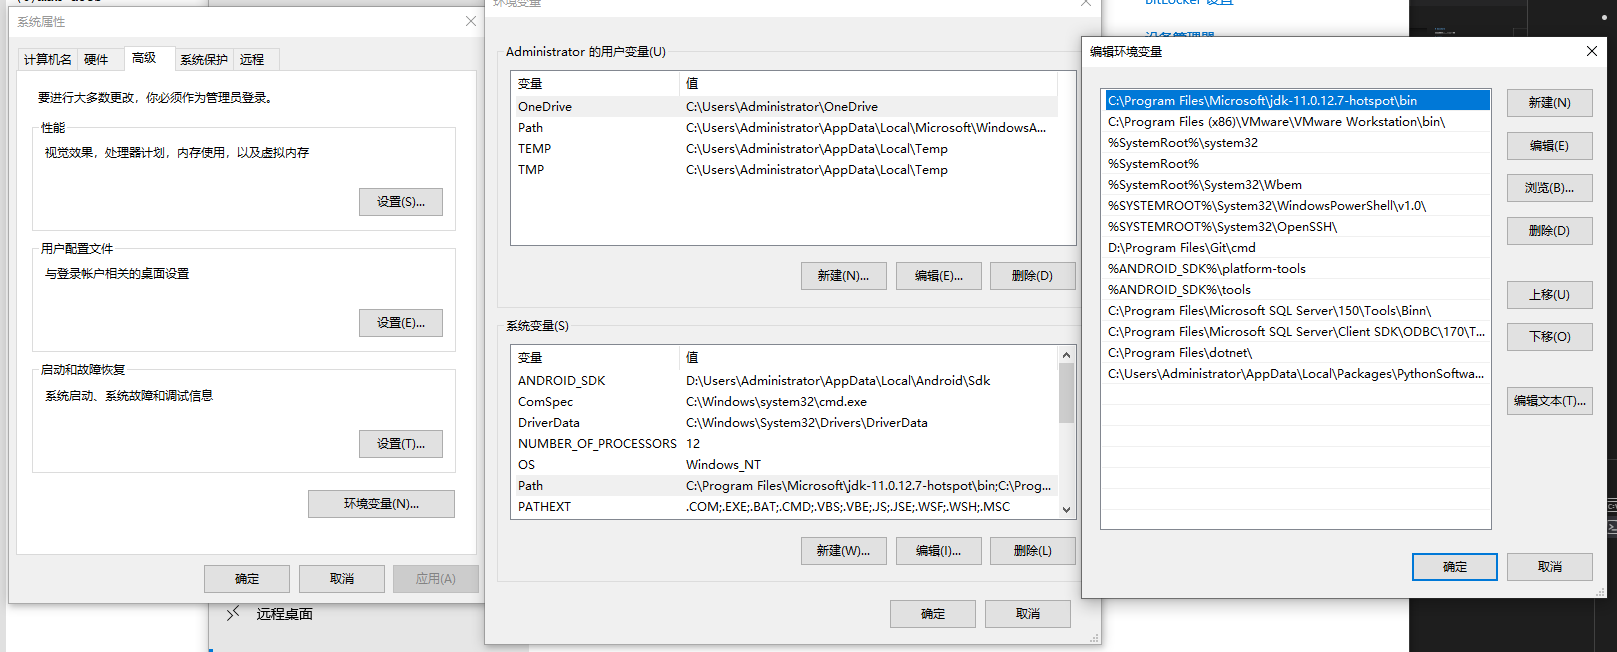 系统属性
计算机名
硬件
高级
系统保护
远程
要进行大多数更改，你必须作为管理员登录。
性能
视觉效果，处理器计划，内存使用，以及虚拟内存
设置(S)...
用户配置文件
与登录帐户相关的桌面设置
设置(E)...
启动和故障恢复
系统启动、系统故障和调试信息
设置(T)...
环境变量(N)...
确定
取消
应用(A)
远程桌面
环境变量
Administrator 的用户变量(U)
变量 值
OneDrive C:\Users\Administrator\OneDrive
Path C:\Users\Administrator\AppData\Local\Microsoft\WindowsA...
TEMP C:\Users\Administrator\AppData\Local\Temp
TMP C:\Users\Administrator\AppData\Local\Temp
新建(N)...
编辑(E)...
删除(D)
系统变量(S)
变量 值
ANDROID_SDK D:\Users\Administrator\AppData\Local\Android\Sdk
ComSpec C:\Windows\system32\cmd.exe
DriverData C:\Windows\System32\Drivers\DriverData
NUMBER_OF_PROCESSORS 12
OS Windows_NT
Path C:\Program Files\Microsoft\jdk-11.0.12.7-hotspot\bin;C:\Prog...
PATHEXT .COM;.EXE;.BAT;.CMD;.VBS;.VBE;.JS;.JSE;.WSF;.WSH;.MSC
新建(W)...
编辑(I)...
删除(L)
确定
取消
BitLocker 设置
设备管理器
编辑环境变量
C:\Program Files\Microsoft\jdk-11.0.12.7-hotspot\bin
C:\Program Files (x86)\VMware\VMware Workstation\bin\
%SystemRoot%\system32
%SystemRoot%
%SystemRoot%\System32\Wbem
%SYSTEMROOT%\System32\WindowsPowerShell\v1.0\
%SYSTEMROOT%\System32\OpenSSH\
D:\Program Files\Git\cmd
%ANDROID_SDK%\platform-tools
%ANDROID_SDK%\tools
C:\Program Files\Microsoft SQL Server\150\Tools\Binn\
C:\Program Files\Microsoft SQL Server\Client SDK\ODBC\170\T...
C:\Program Files\dotnet\
C:\Users\Administrator\AppData\Local\Packages\PythonSoftwa...
新建(N)
编辑(E)
浏览(B)...
删除(D)
上移(U)
下移(O)
编辑文本(T)...
确定
取消